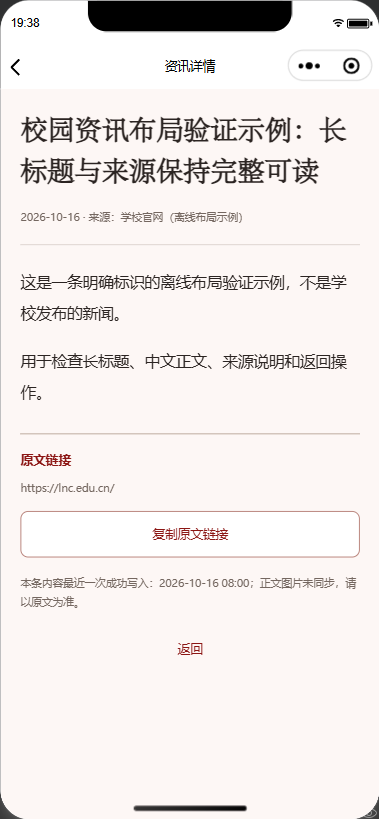 19:38
资讯详情
校园资讯布局验证示例：长
标题与来源保持完整可读
2026-10-16 · 来源：学校官网（离线布局示例）
这是一条明确标识的离线布局验证示例，不是学
校发布的新闻。
用于检查长标题、中文正文、来源说明和返回操
作。
原文链接
https://lnc.edu.cn/
复制原文链接
本条内容最近一次成功写入：2026-10-16 08:00；正文图片未同步，请
以原文为准。
返回